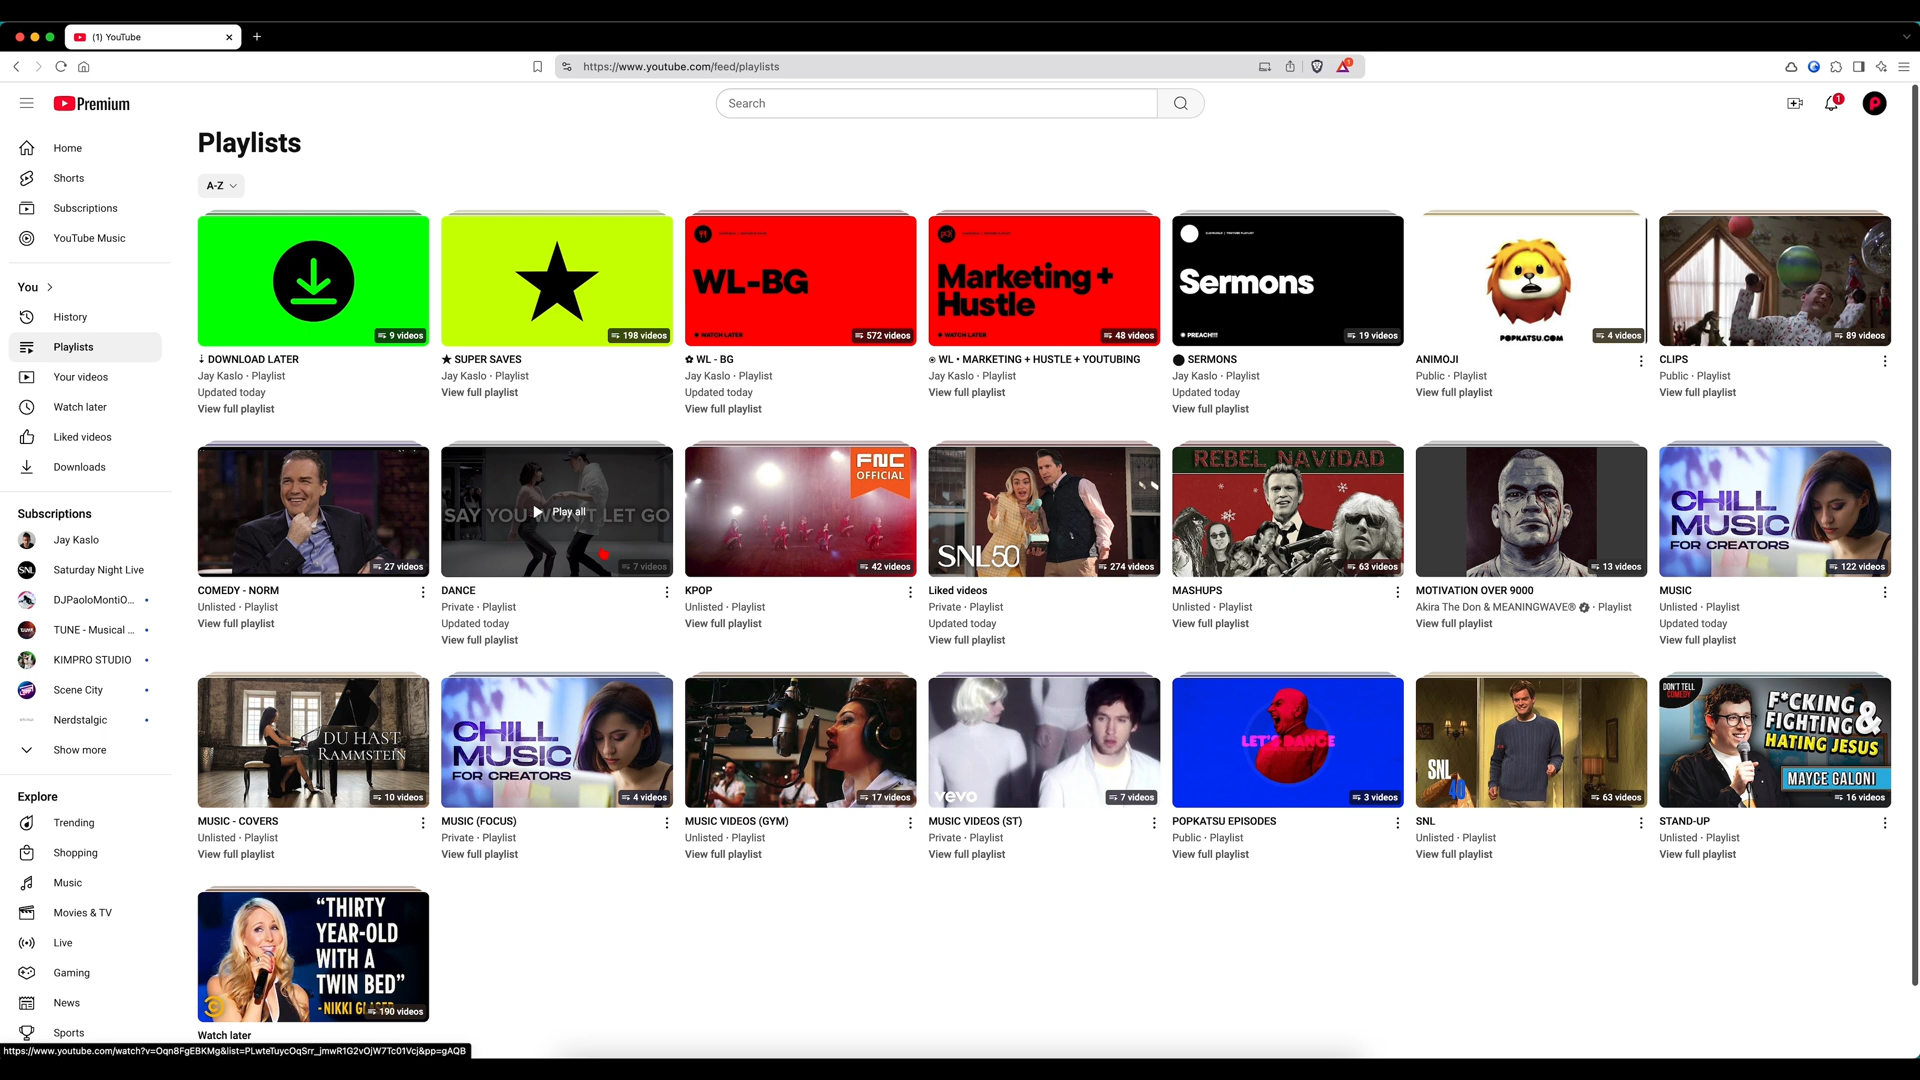 (1) YouTube
https://www.youtube.com/feed/playlists
1
Premium
Search
1
P
Home
Shorts
Subscriptions
YouTube Music
You
History
Playlists
Your videos
Watch later
Liked videos
Downloads
Subscriptions
Jay Kaslo
Saturday Night Live
DJPaoloMontiO...
TUNE - Musical ...
KIMPRO STUDIO
Scene City
Nerdstalgic
Show more
Explore
Trending
Shopping
Music
Movies & TV
Live
Gaming
News
Sports
Playlists
A-Z
9 videos
↓ DOWNLOAD LATER
Jay Kaslo • Playlist
Updated today
View full playlist
198 videos
★ SUPER SAVES
Jay Kaslo • Playlist
View full playlist
WL-BG
WATCH LATER
572 videos
✿ WL - BG
Jay Kaslo • Playlist
Updated today
View full playlist
Marketing +
Hustle
WATCH LATER
48 videos
WL • MARKETING + HUSTLE + YOUTUBING
Jay Kaslo • Playlist
View full playlist
Sermons
PREACH!!!
19 videos
⬤ SERMONS
Jay Kaslo • Playlist
Updated today
View full playlist
POPKATSU.COM
4 videos
ANIMOJI
Public • Playlist
View full playlist
89 videos
CLIPS
Public • Playlist
View full playlist
27 videos
COMEDY - NORM
Unlisted • Playlist
View full playlist
SAY YOU WON'T LET GO
Play all
7 videos
DANCE
Private • Playlist
Updated today
View full playlist
FNC
OFFICIAL
42 videos
KPOP
Unlisted • Playlist
View full playlist
SNL50
274 videos
Liked videos
Private • Playlist
Updated today
View full playlist
REBEL NAVIDAD
63 videos
MASHUPS
Unlisted • Playlist
View full playlist
13 videos
MOTIVATION OVER 9000
Akira The Don & MEANINGWAVE® • Playlist
View full playlist
CHILL
MUSIC
FOR CREATORS
122 videos
MUSIC
Unlisted • Playlist
Updated today
View full playlist
DU HAST
RAMMSTEIN
10 videos
MUSIC - COVERS
Unlisted • Playlist
View full playlist
CHILL
MUSIC
FOR CREATORS
4 videos
MUSIC (FOCUS)
Private • Playlist
View full playlist
17 videos
MUSIC VIDEOS (GYM)
Unlisted • Playlist
View full playlist
vevo
7 videos
MUSIC VIDEOS (ST)
Private • Playlist
View full playlist
LET'S DANCE
3 videos
POPKATSU EPISODES
Public • Playlist
View full playlist
SNL
40
63 videos
SNL
Unlisted • Playlist
View full playlist
DON'T TELL
COMEDY
F*CKING
FIGHTING &
HATING JESUS
MAYCE GALONI
16 videos
STAND-UP
Unlisted • Playlist
View full playlist
"THIRTY
YEAR-OLD
WITH A
TWIN BED"
190 videos
Watch later
https://www.youtube.com/watch?v=Oqn8FgEBKMg&list=PLwteTuycOqSrr_jmwR1G2vOjW7Tc01Vcj&pp=gAQB